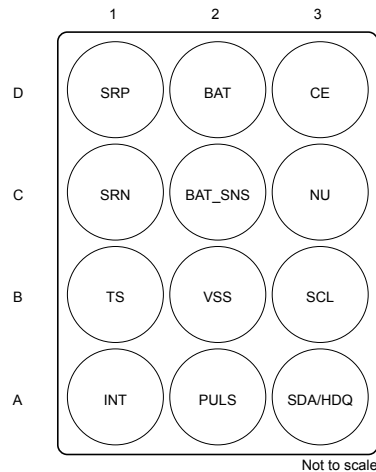 1 2 3
D SRP BAT CE
C SRN BAT_SNS NU
B TS VSS SCL
A INT PULS SDA/HDQ
Not to scale